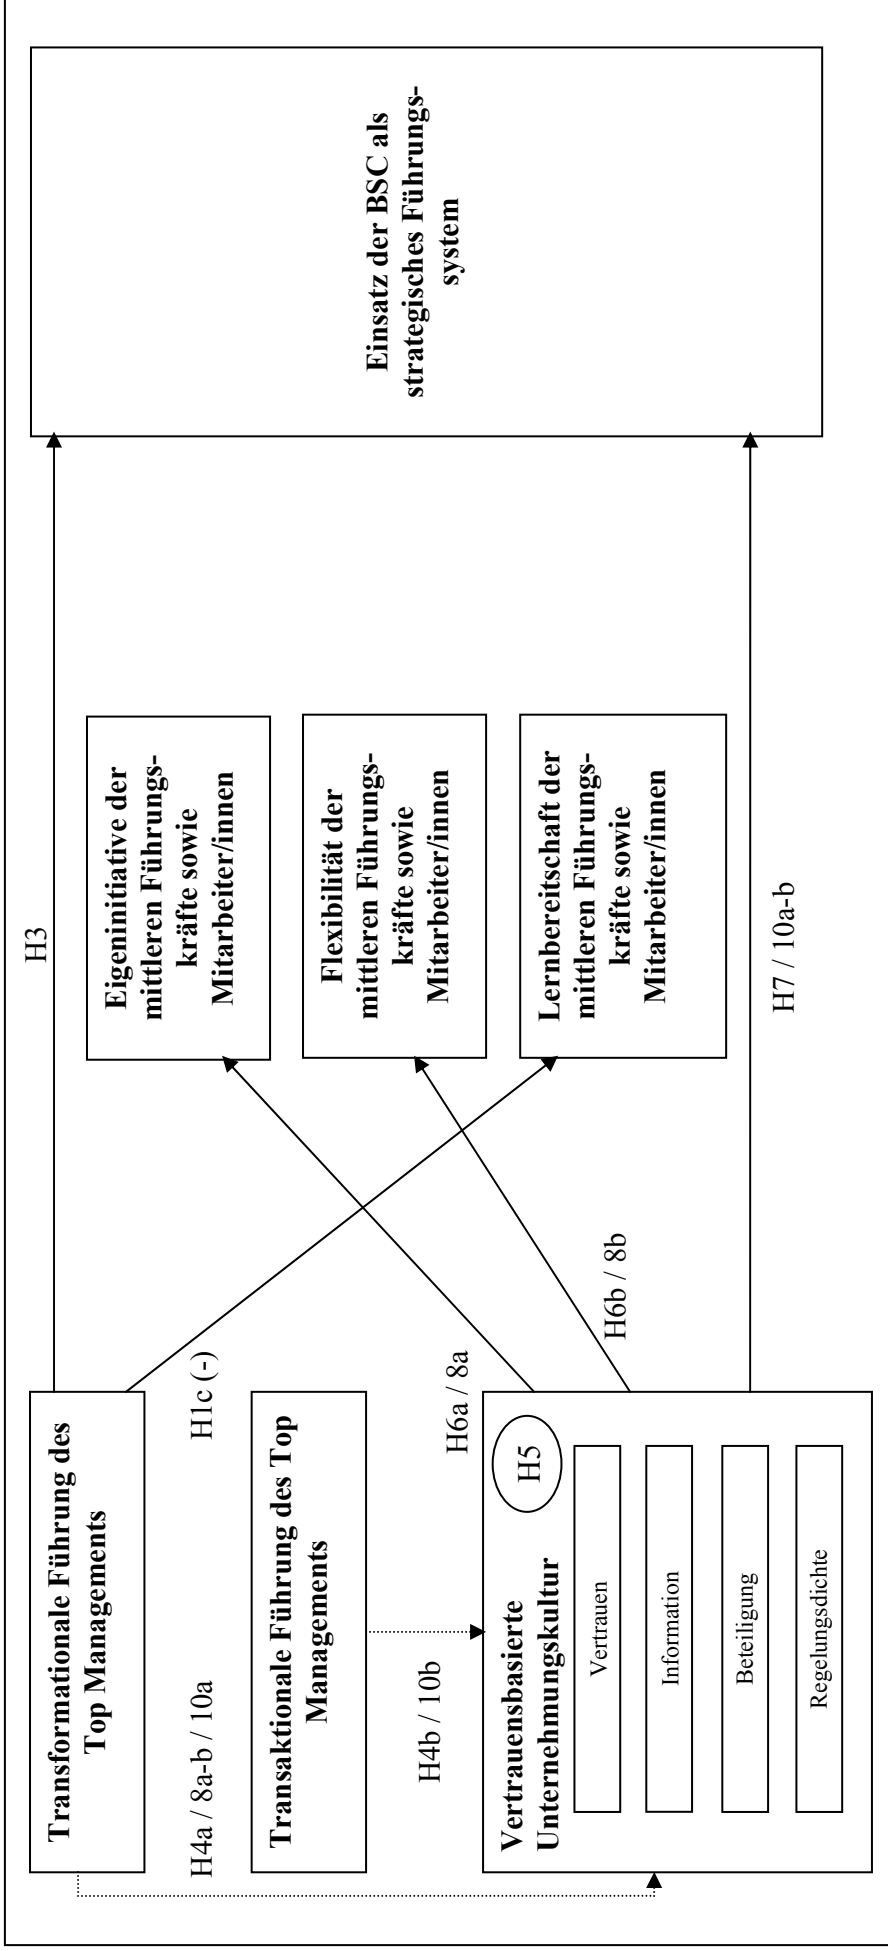 Transformationale Führung des
Top Management​s
H4a / 8a-b / 10a
H1c (-)
Transaktionale Führung des Top
Managements
H4b / 10b
H6a / 8a
Vertrauensbasierte
Unternehmungskultur
H5
Vertrauen
Information
Beteiligung
Regelungsdichte
H6b / 8b
H3
Eigeninitiative der
mittleren Führungs-
kräfte sowie
Mitarbeiter/innen
Flexibilität der
mittleren Führungs-
kräfte sowie
Mitarbeiter/innen
Lernbereitschaft der
mittleren Führungs-
kräfte sowie
Mitarbeiter/innen
H7 / 10a-b
Einsatz der BSC als
strategisches Führungs-
system